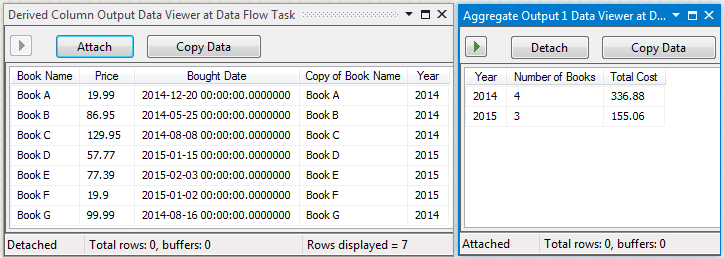 Derived Column Output Data Viewer at Data Flow Task
Attach Copy Data
Book Name Price Bought Date Copy of Book Name Year
Book A 19.99 2014-12-20 00:00:00.0000000 Book A 2014
Book B 86.95 2014-05-25 00:00:00.0000000 Book B 2014
Book C 129.95 2014-08-08 00:00:00.0000000 Book C 2014
Book D 57.77 2015-01-15 00:00:00.0000000 Book D 2015
Book E 77.39 2015-02-03 00:00:00.0000000 Book E 2015
Book F 19.9 2015-01-02 00:00:00.0000000 Book F 2015
Book G 99.99 2014-08-16 00:00:00.0000000 Book G 2014
Detached Total rows: 0, buffers: 0 Rows displayed = 7
Aggregate Output 1 Data Viewer at D...
Detach Copy Data
Year Number of Books Total Cost
2014 4 336.88
2015 3 155.06
Attached Total rows: 0, buffers: 0